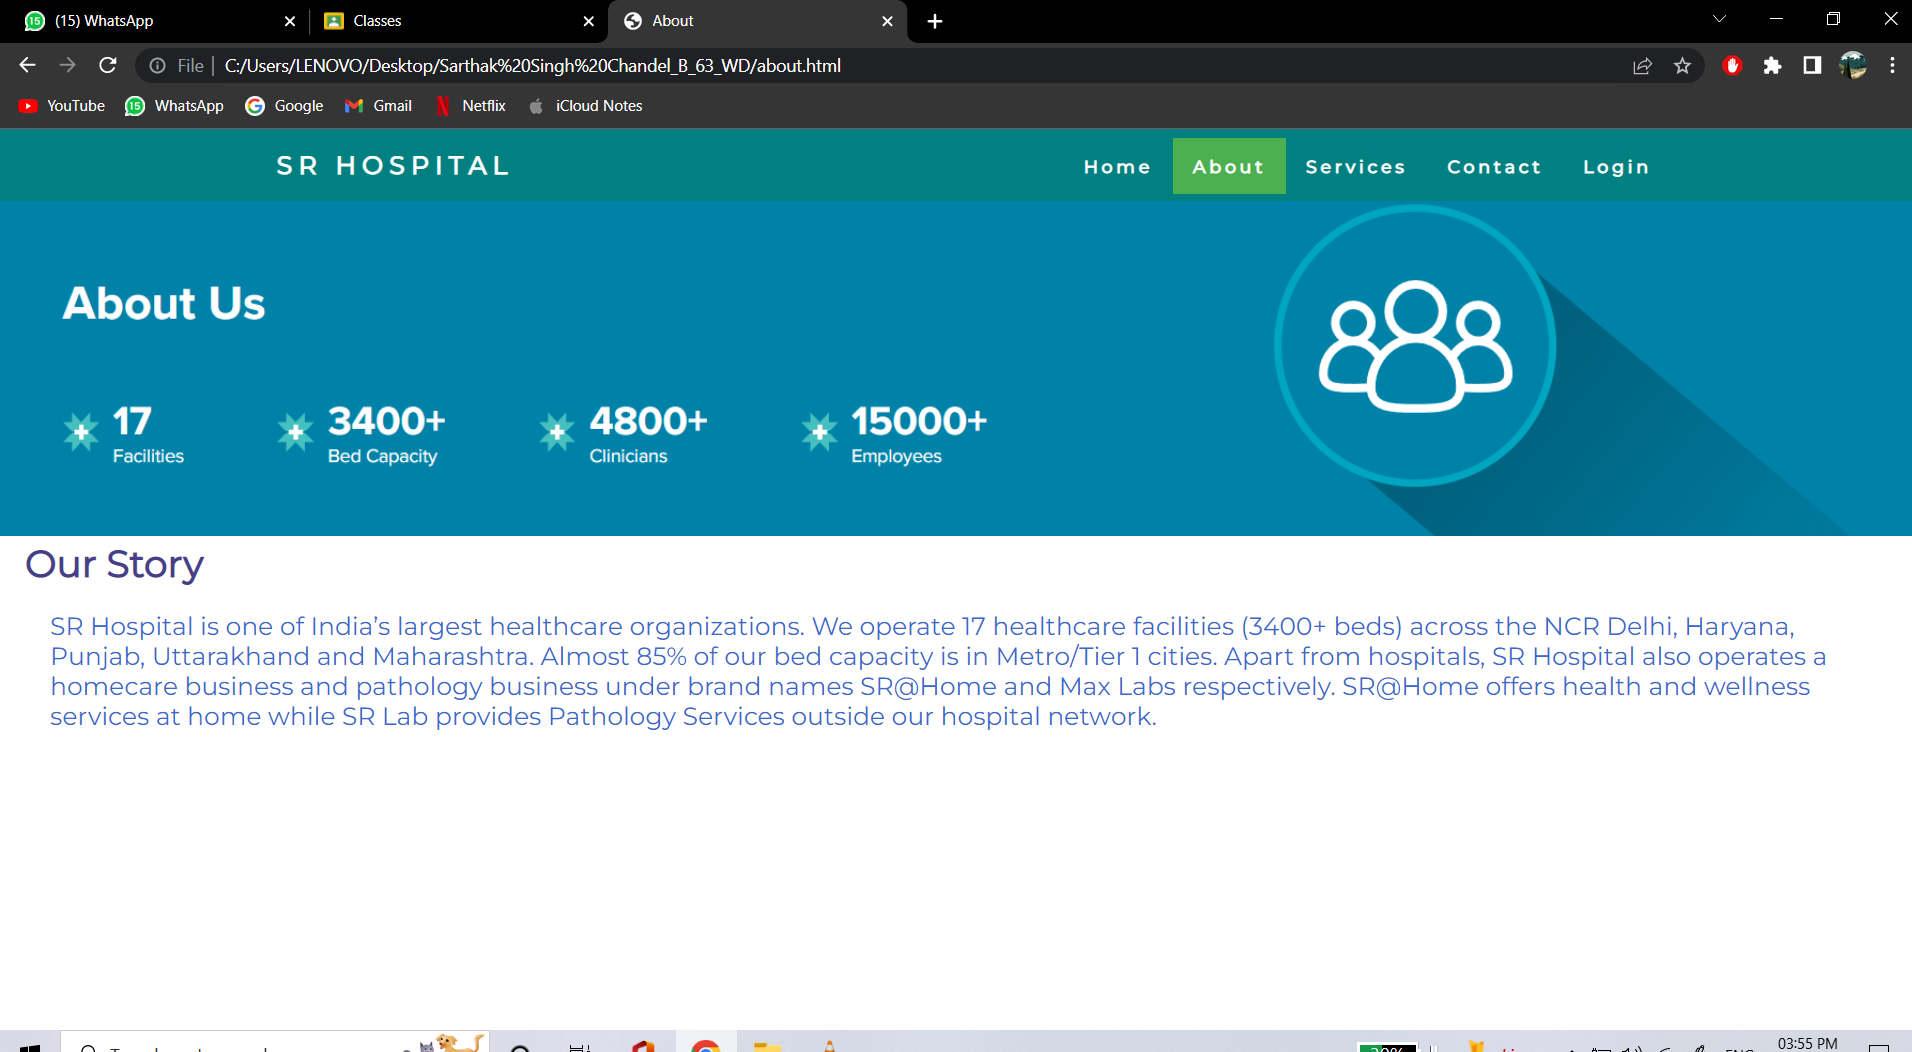 (15) WhatsApp
Classes
About
File
C:/Users/LENOVO/Desktop/Sarthak%20Singh%20Chandel_B_63_WD/about.html
YouTube
WhatsApp
Google
Gmail
Netflix
iCloud Notes
SR HOSPITAL
Home
About
Services
Contact
Login
About Us
17
Facilities
3400+
Bed Capacity
4800+
Clinicians
15000+
Employees
Our Story
SR Hospital is one of India’s largest healthcare organizations. We operate 17 healthcare facilities (3400+ beds) across the NCR Delhi, Haryana,
Punjab, Uttarakhand and Maharashtra. Almost 85% of our bed capacity is in Metro/Tier 1 cities. Apart from hospitals, SR Hospital also operates a
homecare business and pathology business under brand names SR@Home and Max Labs respectively. SR@Home offers health and wellness
services at home while SR Lab provides Pathology Services outside our hospital network.
03:55 PM